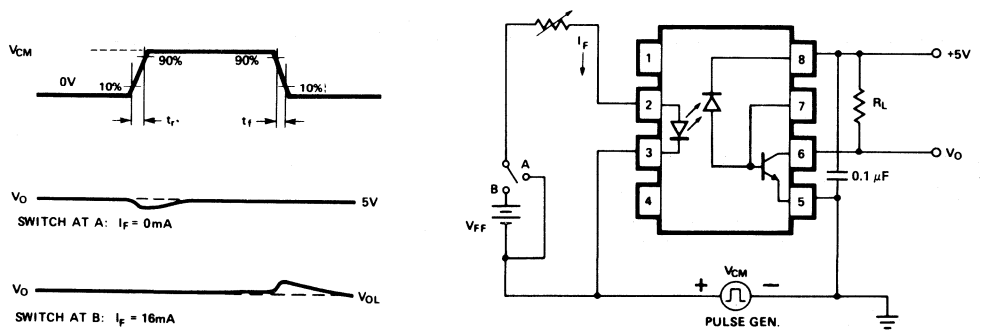 VCM
0V
10%
90%
90%
10%
tr
tf
VO
5V
SWITCH AT A: IF = 0mA
VO
VOL
SWITCH AT B: IF = 16mA
IF
A
B
VFF
1
2
3
4
8
7
6
5
+5V
RL
VO
0.1 μF
+
VCM
−
PULSE GEN.